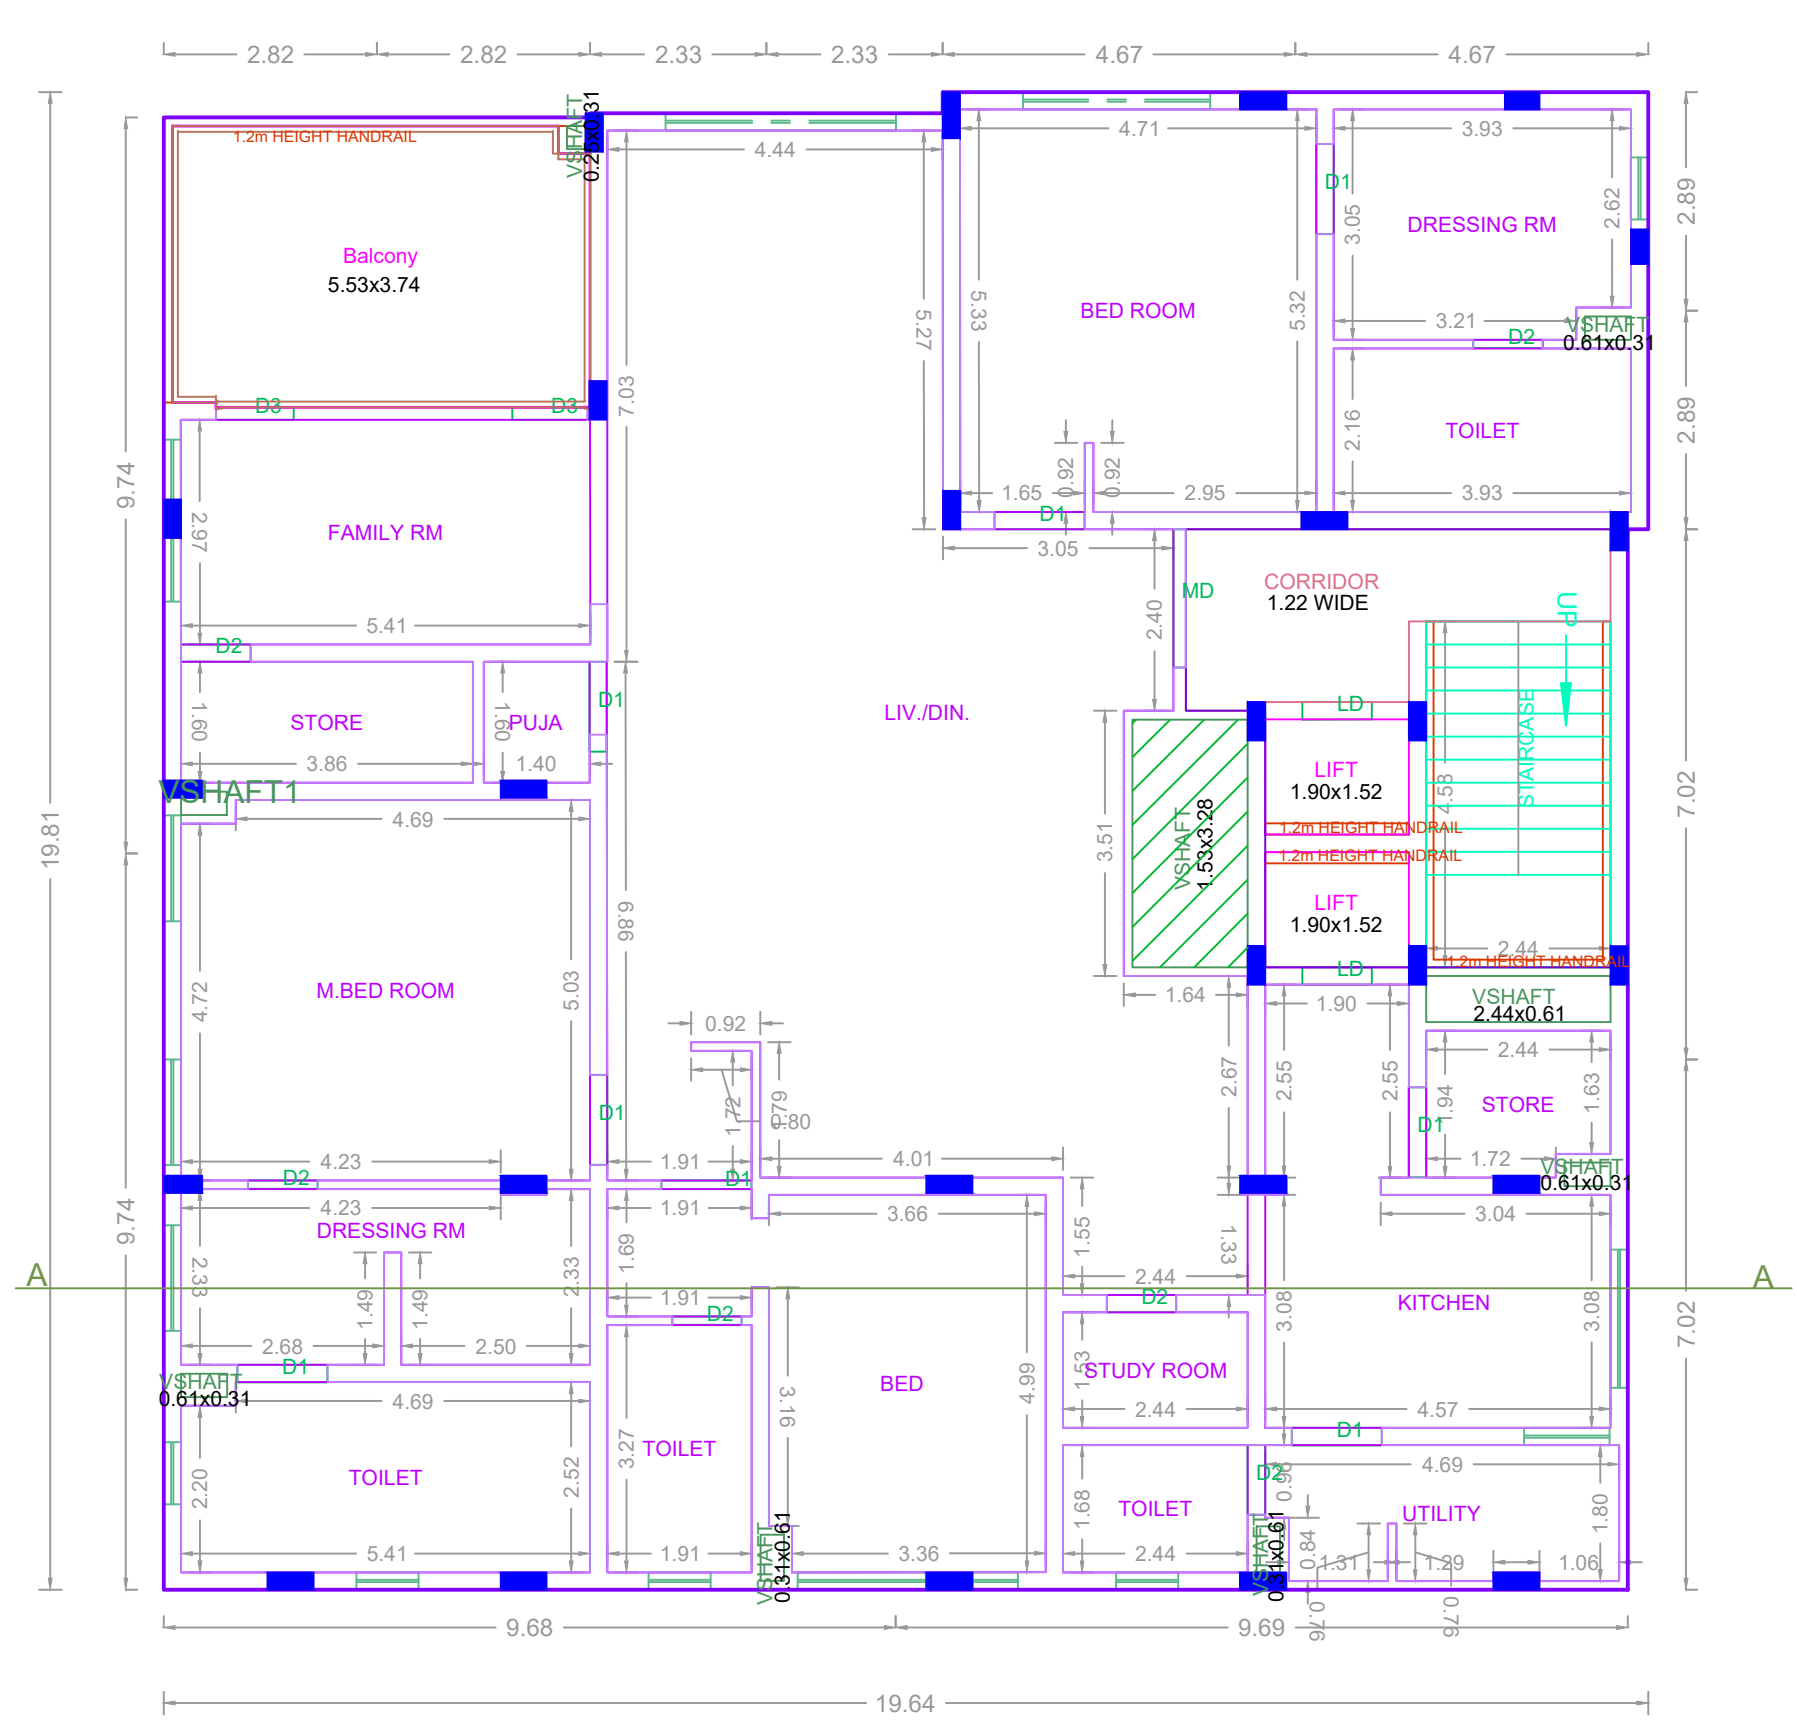 2.82
2.82
2.33
2.33
4.67
4.67
VSHAFT
0.25x0.31
1.2m HEIGHT HANDRAIL
4.44
4.71
3.93
D1
3.05
2.62
2.89
DRESSING RM
Balcony
5.53x3.74
5.33
5.27
5.32
BED ROOM
3.21
VSHAFT
0.61x0.31
D2
7.03
D3
D3
2.16
TOILET
2.89
9.74
0.92
0.92
1.65
2.95
3.93
D1
2.97
FAMILY RM
3.05
CORRIDOR
1.22 WIDE
MD
UP
2.40
5.41
D2
D1
LD
1.60
STORE
1.60
PUJA
LIV./DIN.
STAIRCASE
3.86
1.40
LIFT
1.90x1.52
4.58
7.02
VSHAFT1
4.69
19.81
3.51
VSHAFT
1.53x3.28
1.2m HEIGHT HANDRAIL
1.2m HEIGHT HANDRAIL
6.86
LIFT
1.90x1.52
2.44
1.2m HEIGHT HANDRAIL
4.72
M.BED ROOM
5.03
LD
1.64
1.90
VSHAFT
2.44x0.61
0.92
2.44
2.67
2.55
2.55
1.94
1.63
STORE
D1
D1
1.72
1.79
0.80
4.23
1.91
4.01
1.72
VSHAFT
0.61x0.31
D2
D1
4.23
1.91
3.66
3.04
DRESSING RM
9.74
2.33
2.33
1.69
1.55
1.33
A
A
1.49
1.49
1.91
2.44
D2
D2
3.08
KITCHEN
3.08
7.02
2.68
2.50
D1
VSHAFT
0.61x0.31
4.69
BED
4.99
1.53
STUDY ROOM
3.16
2.44
4.57
D1
3.27
TOILET
2.20
TOILET
2.52
4.69
D2
0.96
1.68
TOILET
UTILITY
1.80
VSHAFT
0.31x0.61
VSHAFT
0.31x0.61
0.84
5.41
1.91
3.36
2.44
1.31
1.29
1.06
0.76
0.76
9.68
9.69
19.64